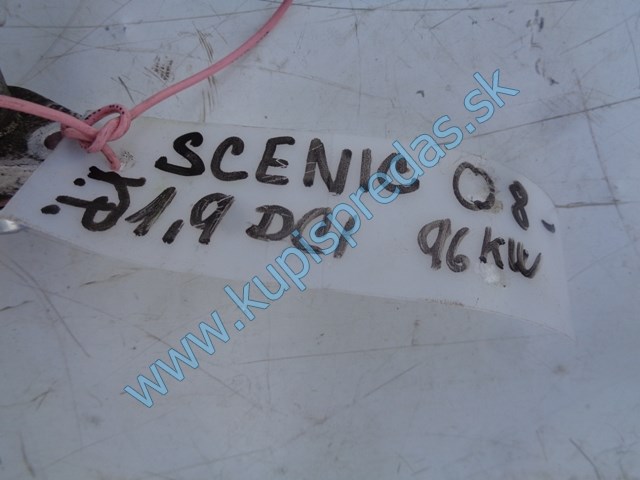 SCENIC 08-
1,9 DCI 96 KW
www.kupispredas.sk